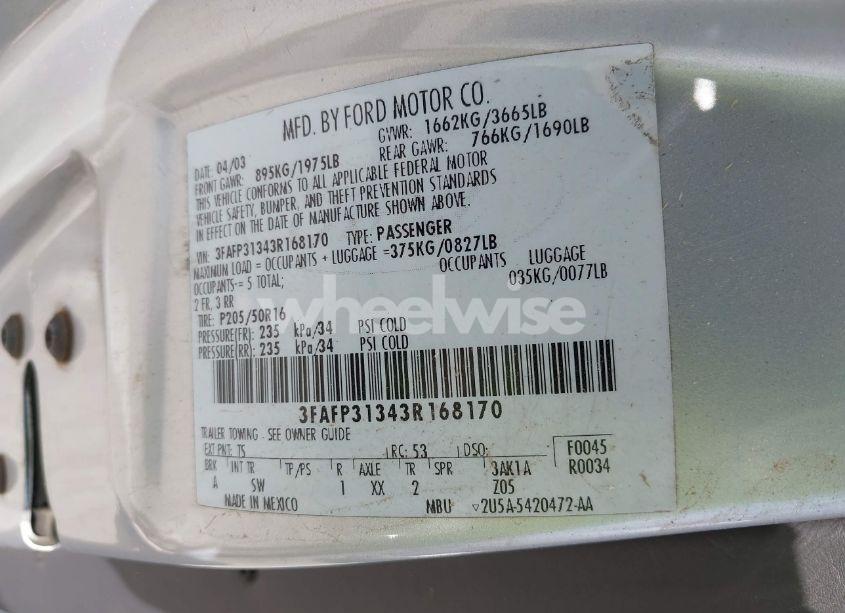 MFD. BY FORD MOTOR CO.
DATE: 04/03 GVWR: 1662KG/3665LB
FRONT GAWR: 895KG/1975LB REAR GAWR: 766KG/1690LB
THIS VEHICLE CONFORMS TO ALL APPLICABLE FEDERAL MOTOR
VEHICLE SAFETY, BUMPER, AND THEFT PREVENTION STANDARDS
IN EFFECT ON THE DATE OF MANUFACTURE SHOWN ABOVE.
VIN: 3FAFP31343R168170 TYPE: PASSENGER
MAXIMUM LOAD = OCCUPANTS + LUGGAGE =375KG/0827LB
OCCUPANTS= 5 TOTAL; OCCUPANTS LUGGAGE
2 FR, 3 RR 035KG/0077LB
TIRE: P205/50R16
PRESSURE(FR): 235 kPa/34 PSI COLD
PRESSURE(RR): 235 kPa/34 PSI COLD
wheelwise
3FAFP31343R168170
TRAILER TOWING - SEE OWNER GUIDE
EXT PNT: TS RC: 53 DSO: F0045
BRK INT TR TP/PS R AXLE TR SPR 3AK1A R0034
A 5W 1 XX 2 Z05
MADE IN MEXICO MBU ▽2U5A-5420472-AA